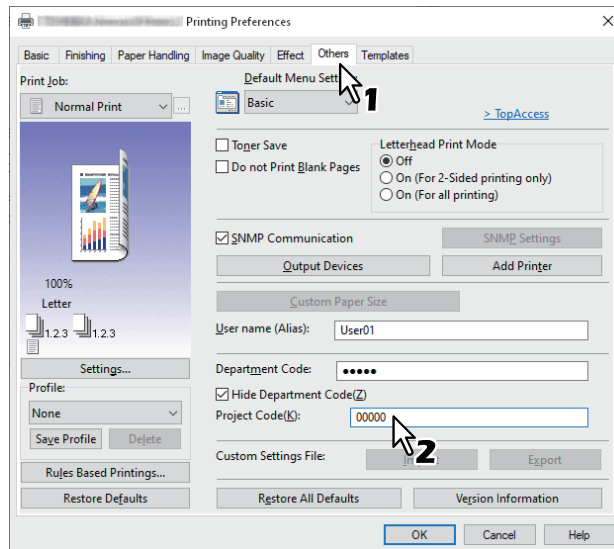 Printing Preferences
Basic Finishing Paper Handling Image Quality Effect Others Templates
Print Job:
Normal Print
...
100%
Letter
1.2.3 1.2.3
Settings...
Profile:
None
Save Profile Delete
Rules Based Printings...
Restore Defaults
Default Menu
Basic
1
> TopAccess
Toner Save
Do not Print Blank Pages
Letterhead Print Mode
Off
On (For 2-Sided printing only)
On (For all printing)
SNMP Communication SNMP Settings
Output Devices Add Printer
Custom Paper Size
User name (Alias): User01
Department Code: •••••
Hide Department Code(Z)
Project Code(K): 00000
2
Custom Settings File: Export
Restore All Defaults Version Information
OK Cancel Help